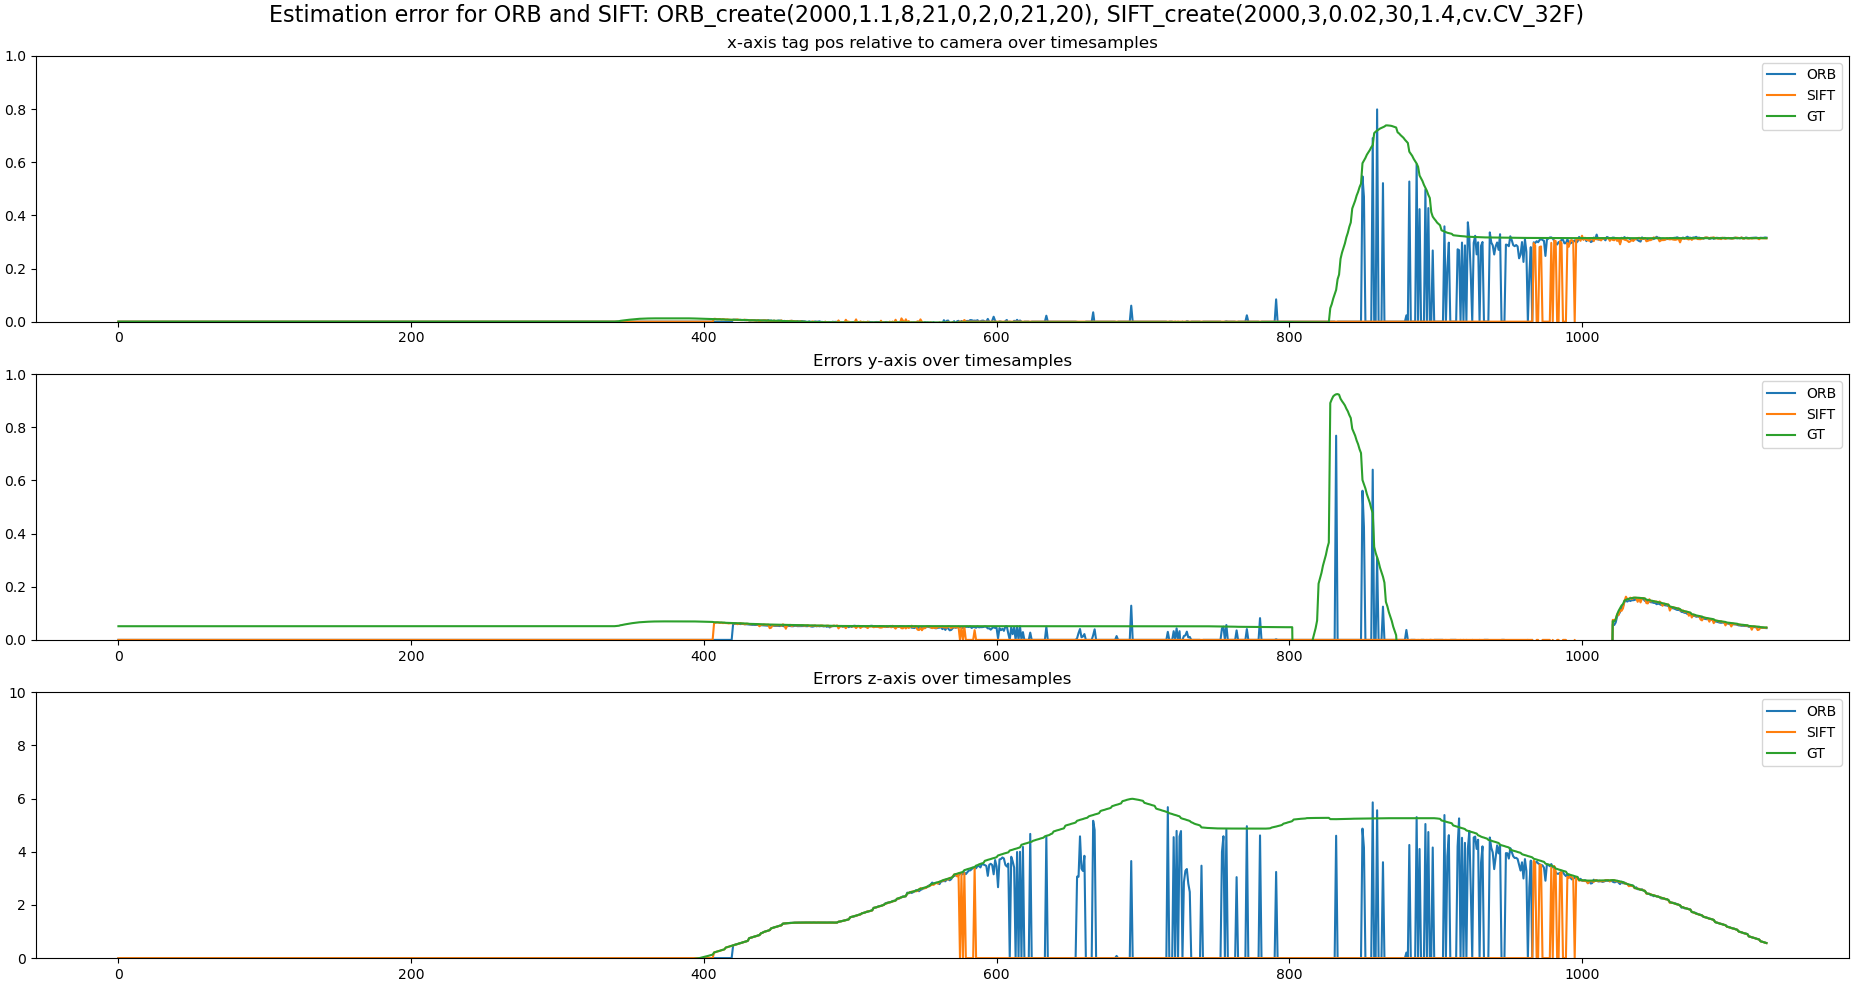 Estimation error for ORB and SIFT: ORB_create(2000,1.1,8,21,0,2,0,21,20), SIFT_create(2000,3,0.02,30,1.4,cv.CV_32F)
x-axis tag pos relative to camera over timesamples
1.0
0.8
0.6
0.4
0.2
0.0
0 200 400 600 800 1000
ORB
SIFT
GT
Errors y-axis over timesamples
1.0
0.8
0.6
0.4
0.2
0.0
0 200 400 600 800 1000
ORB
SIFT
GT
Errors z-axis over timesamples
10
8
6
4
2
0
0 200 400 600 800 1000
ORB
SIFT
GT